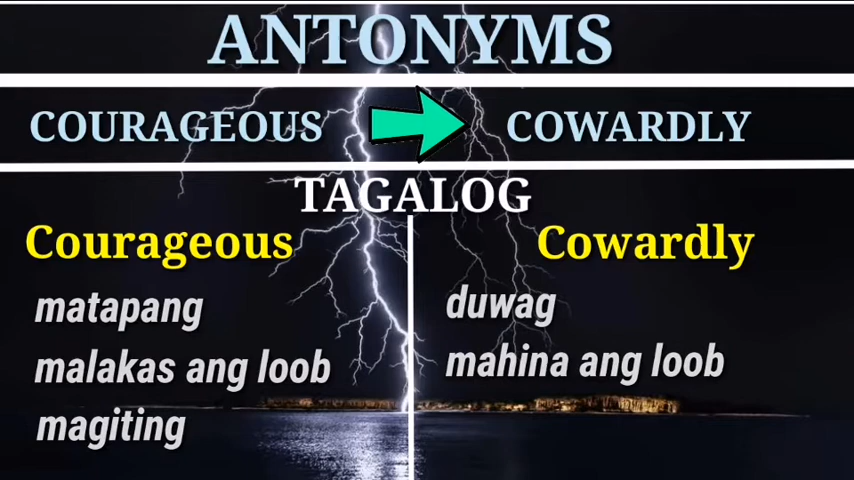 ANTONYMS
COURAGEOUS COWARDLY
TAGALOG
Courageous
matapang
malakas ang loob
magiting
Cowardly
duwag
mahina ang loob